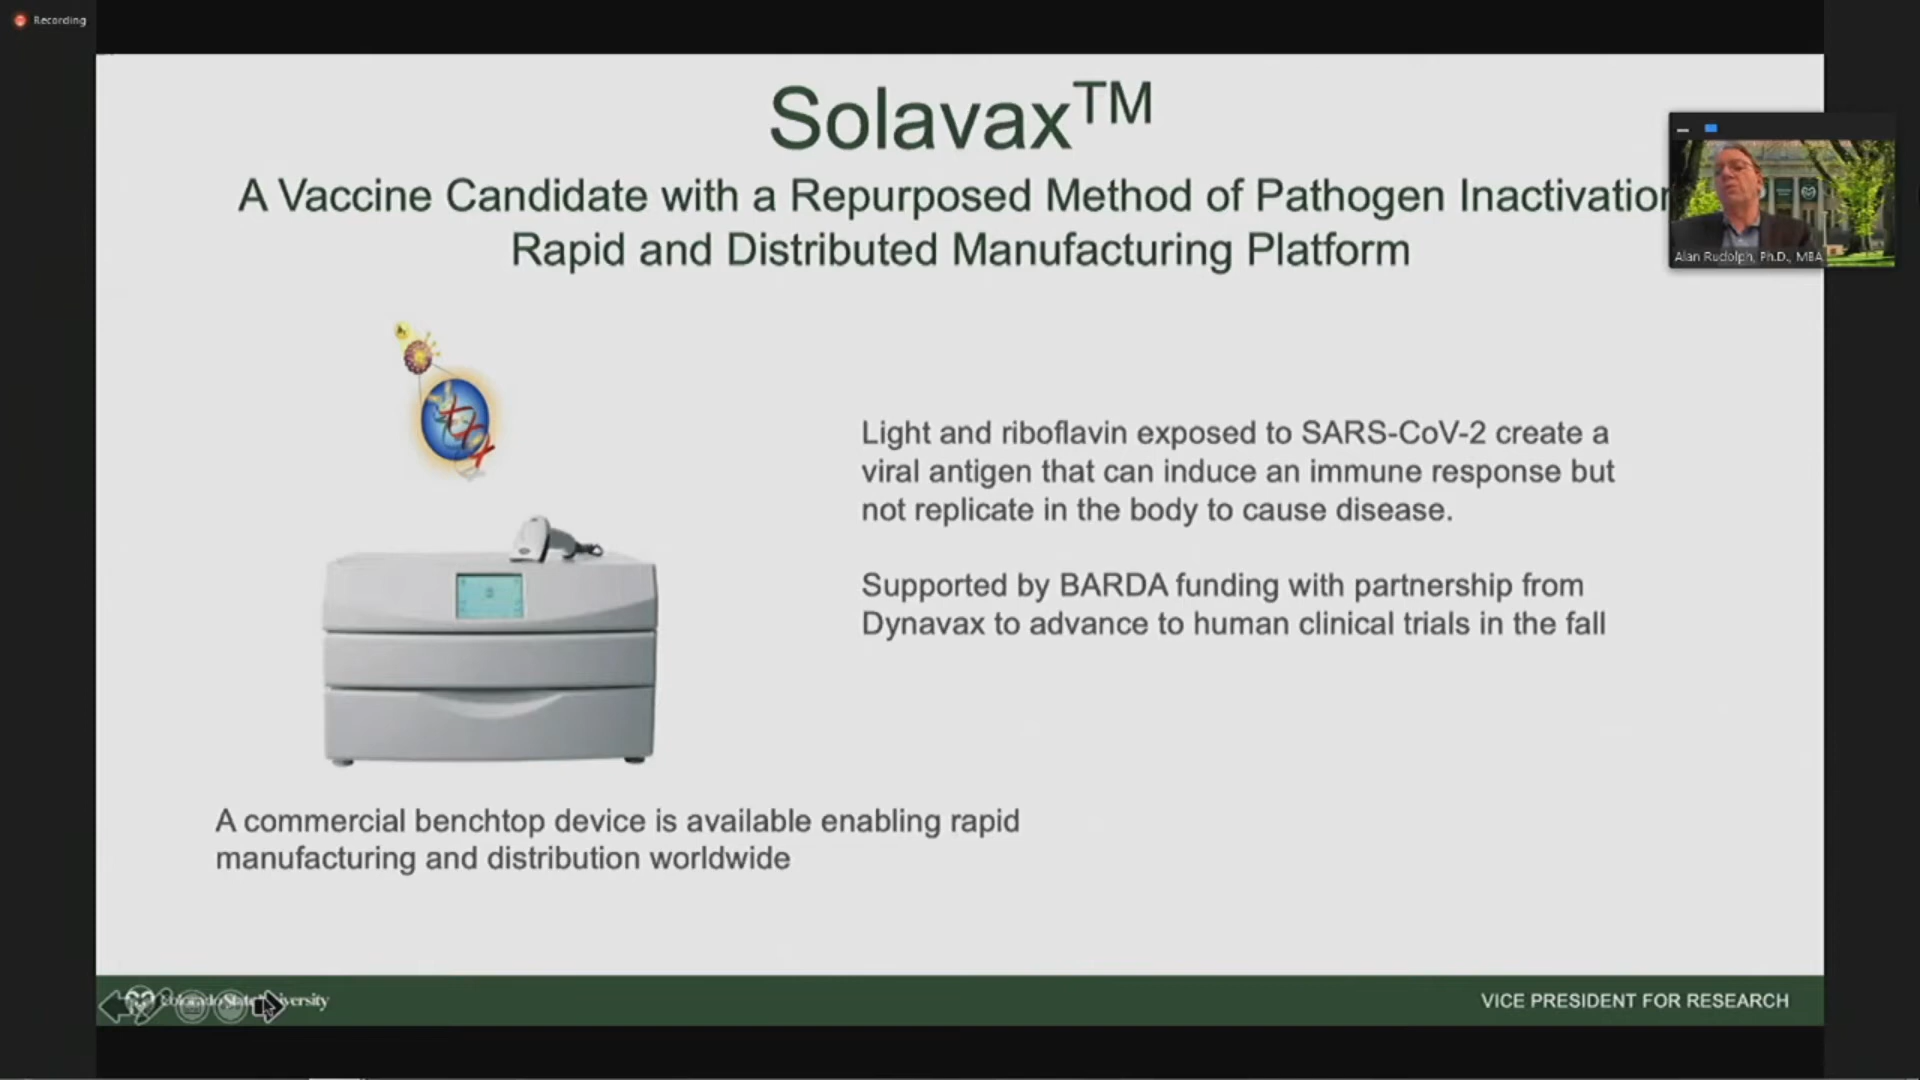 Recording
Solavax™
A Vaccine Candidate with a Repurposed Method of Pathogen Inactivation
Rapid and Distributed Manufacturing Platform
Alan Rudolph, Ph.D., MBA
Light and riboflavin exposed to SARS-CoV-2 create a
viral antigen that can induce an immune response but
not replicate in the body to cause disease.
Supported by BARDA funding with partnership from
Dynavax to advance to human clinical trials in the fall
A commercial benchtop device is available enabling rapid
manufacturing and distribution worldwide
Colorado State University
VICE PRESIDENT FOR RESEARCH